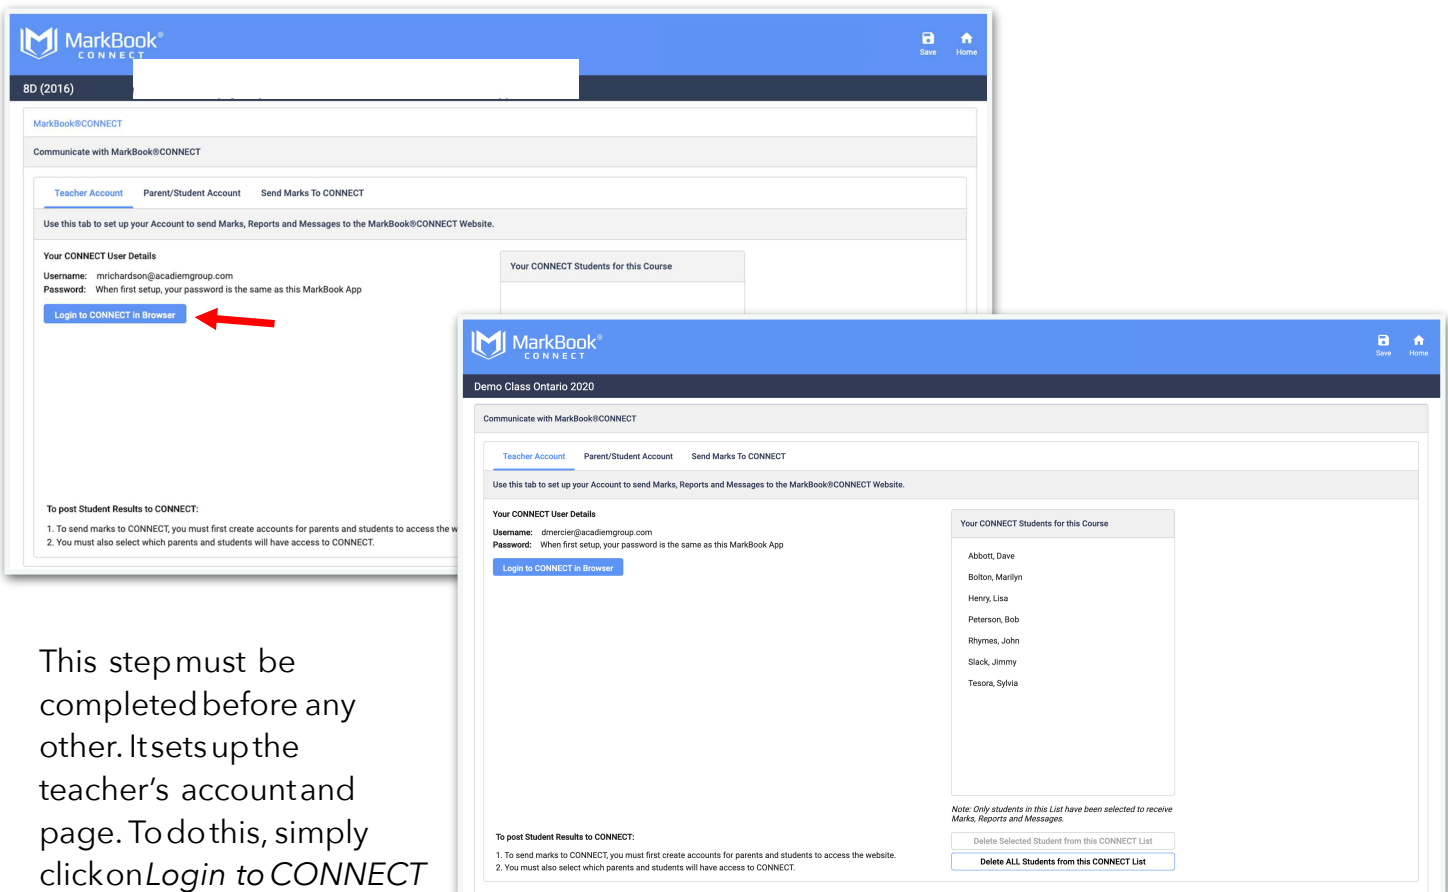 MarkBook®
CONNECT
Save
Home
8D (2016)
MarkBook®CONNECT
Communicate with MarkBook®CONNECT
Teacher Account Parent/Student Account Send Marks To CONNECT
Use this tab to set up your Account to send Marks, Reports and Messages to the MarkBook®CONNECT Website.
Your CONNECT User Details
Username: mrichardson@acadiemgroup.com
Password: When first setup, your password is the same as this MarkBook App
Login to CONNECT in Browser
Your CONNECT Students for this Course
To post Student Results to CONNECT:
1. To send marks to CONNECT, you must first create accounts for parents and students to access the w
2. You must also select which parents and students will have access to CONNECT.
MarkBook®
CONNECT
Save
Home
Demo Class Ontario 2020
Communicate with MarkBook®CONNECT
Teacher Account Parent/Student Account Send Marks To CONNECT
Use this tab to set up your Account to send Marks, Reports and Messages to the MarkBook®CONNECT Website.
Your CONNECT User Details
Username: dmercier@acadiemgroup.com
Password: When first setup, your password is the same as this MarkBook App
Login to CONNECT in Browser
Your CONNECT Students for this Course
Abbott, Dave
Bolton, Marilyn
Henry, Lisa
Peterson, Bob
Rhymes, John
Slack, Jimmy
Tesora, Sylvia
Note: Only students in this List have been selected to receive
Marks, Reports and Messages.
Delete Selected Student from this CONNECT List
Delete ALL Students from this CONNECT List
To post Student Results to CONNECT:
1. To send marks to CONNECT, you must first create accounts for parents and students to access the website.
2. You must also select which parents and students will have access to CONNECT.
This step must be
completed before any
other. It sets up the
teacher's account and
page. To do this, simply
click on Login to CONNECT